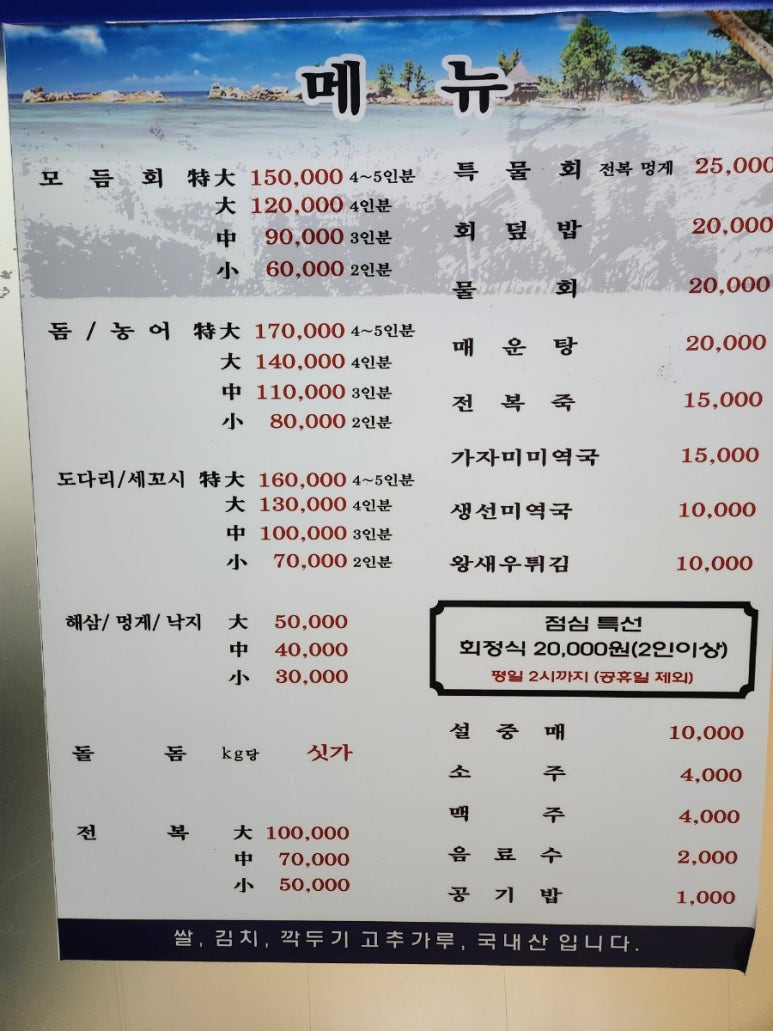 메 뉴
모 듬 회 特大 150,000 4~5인분
大 120,000 4인분
中 90,000 3인분
小 60,000 2인분
돔 / 농어 特大 170,000 4~5인분
大 140,000 4인분
中 110,000 3인분
小 80,000 2인분
도다리/세꼬시 特大 160,000 4~5인분
大 130,000 4인분
中 100,000 3인분
小 70,000 2인분
해삼/ 멍게/ 낙지 大 50,000
中 40,000
小 30,000
돌 돔 kg당 싯가
전 복 大 100,000
中 70,000
小 50,000
특 물 회 전복 멍게 25,000
회 덮 밥 20,000
물 회 20,000
매 운 탕 20,000
전 복 죽 15,000
가자미미역국 15,000
생선미역국 10,000
왕새우튀김 10,000
점심 특선
회정식 20,000원(2인이상)
평일 2시까지 (공휴일 제외)
설 중 매 10,000
소 주 4,000
맥 주 4,000
음 료 수 2,000
공 기 밥 1,000
쌀, 김치, 깍두기 고추가루, 국내산 입니다.